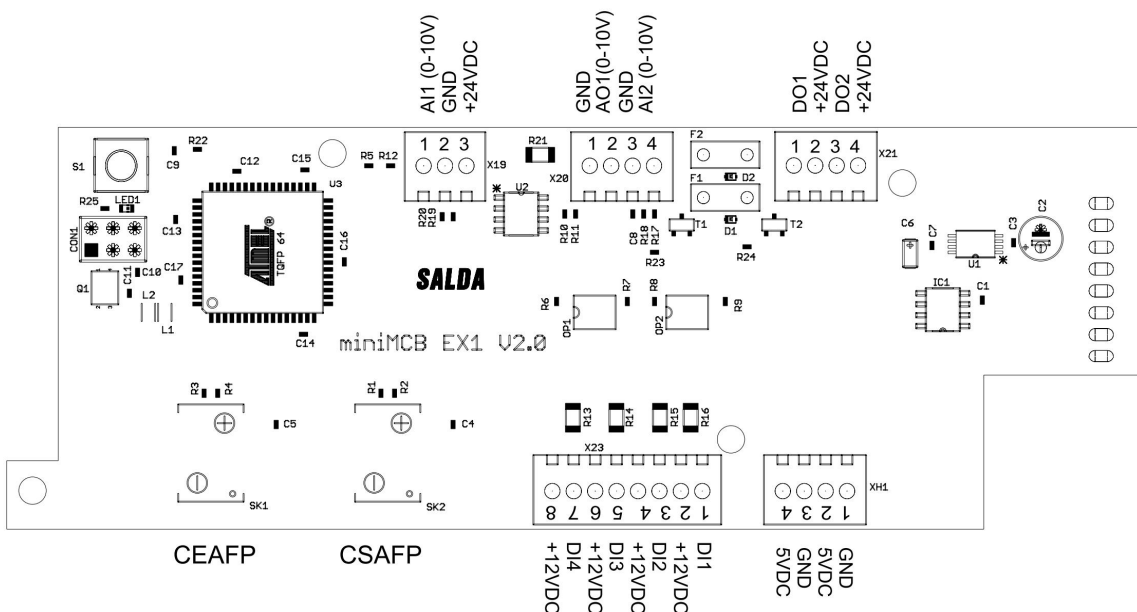 AI1 (0-10V)
GND
+24VDC
GND
AO1(0-10V)
GND
AI2 (0-10V)
DO1
+24VDC
DO2
+24VDC
1 2 3
X19
R21
1 2 3 4
X20
F2
D2
F1
D1
1 2 3 4
X21
S1
C9
R22
C12
C15
U3
R5 R12
R25
LED1
CON1
C13
ATMEL®
TQFP 64
C16
R20
R19
U2
R10
R11
C8
R18
R17
T1
T2
R23
R24
C6
C7
U1
C3
C2
C10
C11
C17
Q1
L2
L1
C14
SALDA
R6
OP1
R7
R8
OP2
R9
IC1
C1
miniMCB EX1 V2.0
R3
R4
C5
SK1
R1
R2
C4
SK2
R13
R14
R15
R16
X23
8 7 6 5 4 3 2 1
4 3 2 1
XH1
CEAFP
CSAFP
+12VDC
DI4
+12VDC
DI3
+12VDC
DI2
+12VDC
DI1
5VDC
GND
5VDC
GND